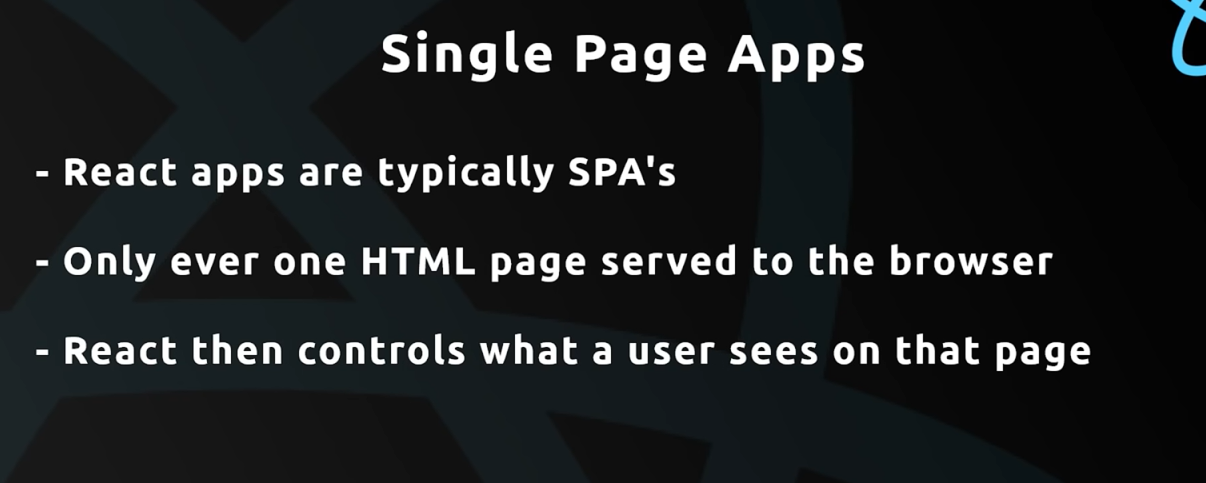 Single Page Apps
- React apps are typically SPA's
- Only ever one HTML page served to the browser
- React then controls what a user sees on that page